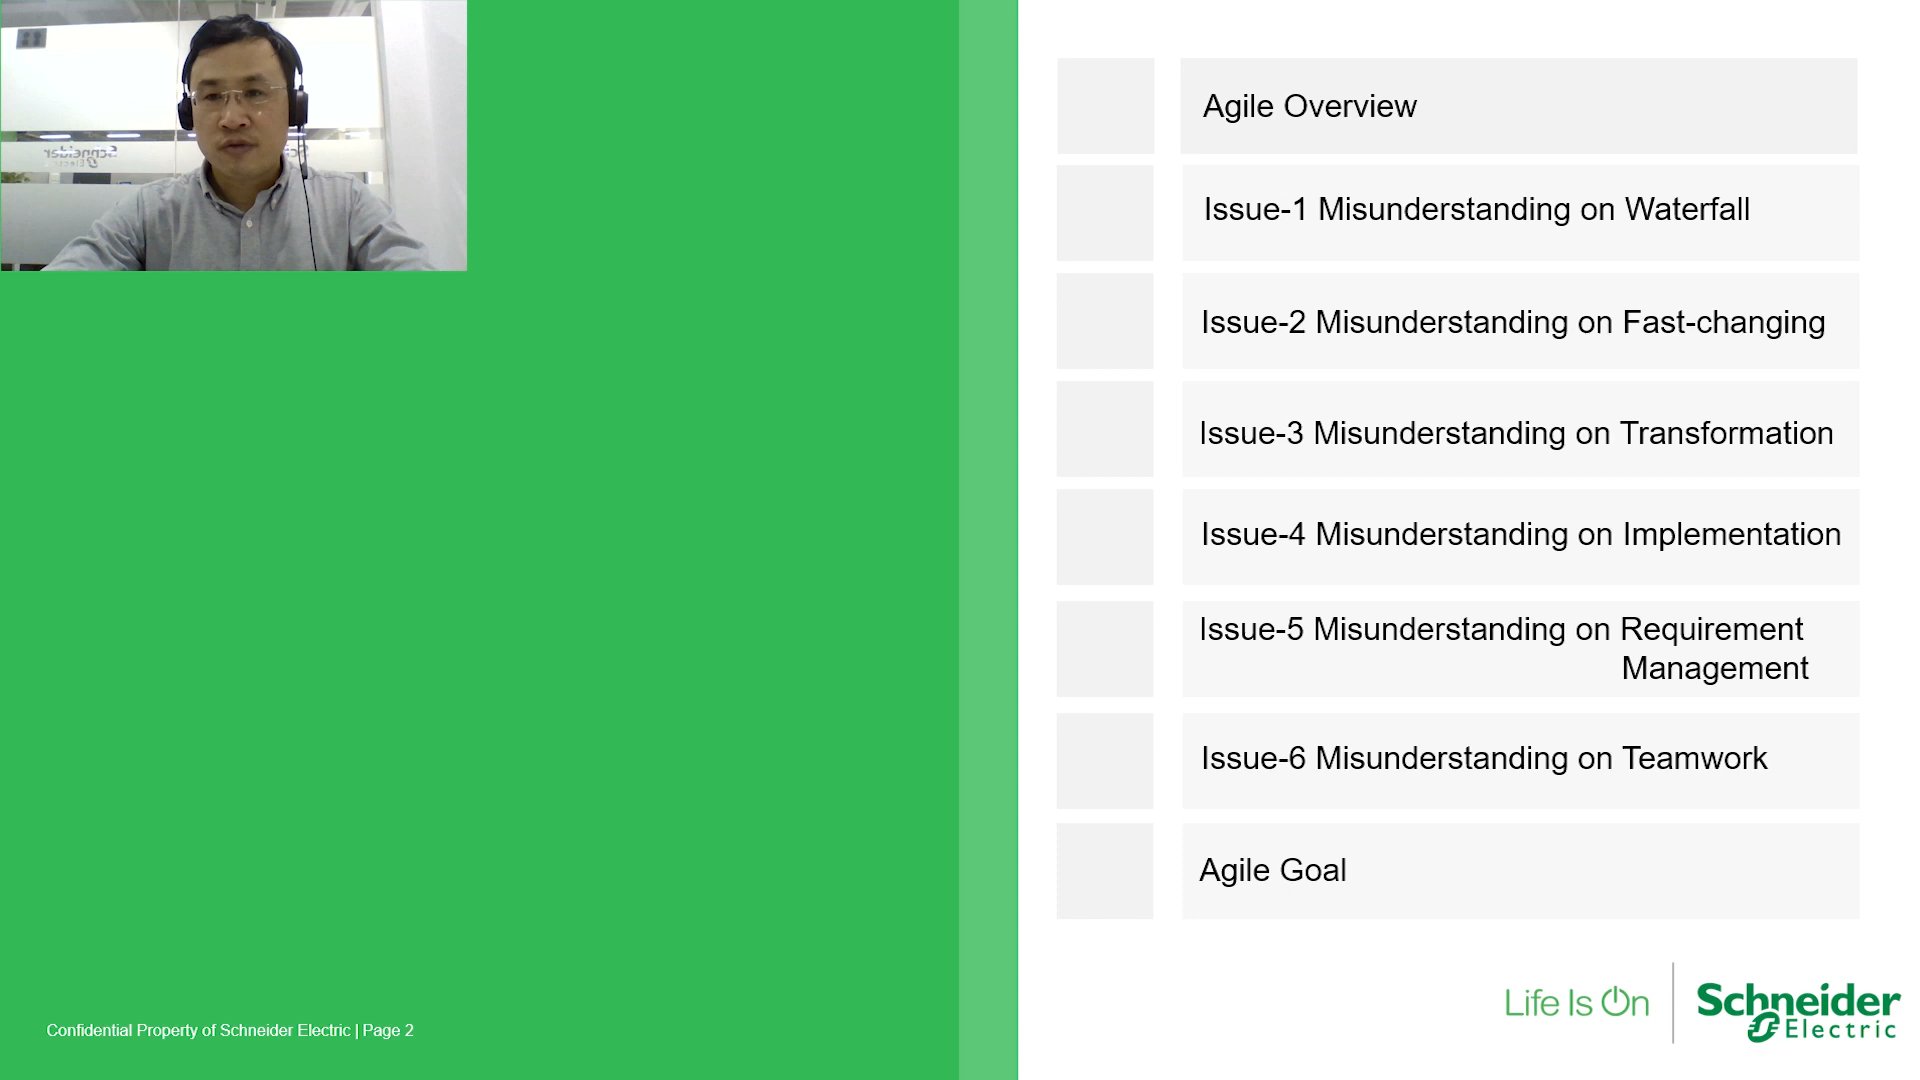 Schneider
Electric
Agile Overview
Issue-1 Misunderstanding on Waterfall
Issue-2 Misunderstanding on Fast-changing
Issue-3 Misunderstanding on Transformation
Issue-4 Misunderstanding on Implementation
Issue-5 Misunderstanding on Requirement
Management
Issue-6 Misunderstanding on Teamwork
Agile Goal
Life Is On
Schneider
Electric
Confidential Property of Schneider Electric | Page 2